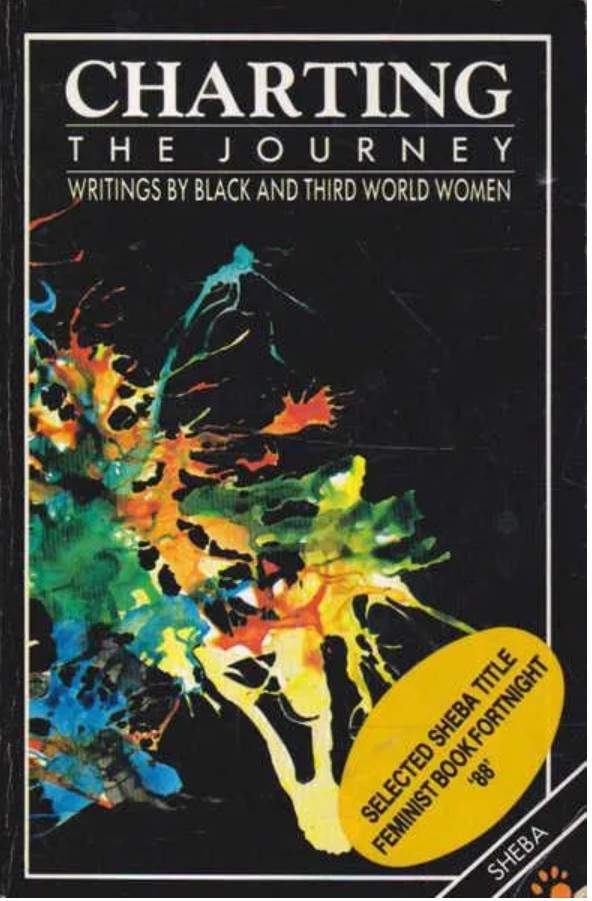 CHARTING
THE JOURNEY
WRITINGS BY BLACK AND THIRD WORLD WOMEN
SELECTED SHEBA TITLE
FEMINIST BOOK FORTNIGHT
'88'
SHEBA